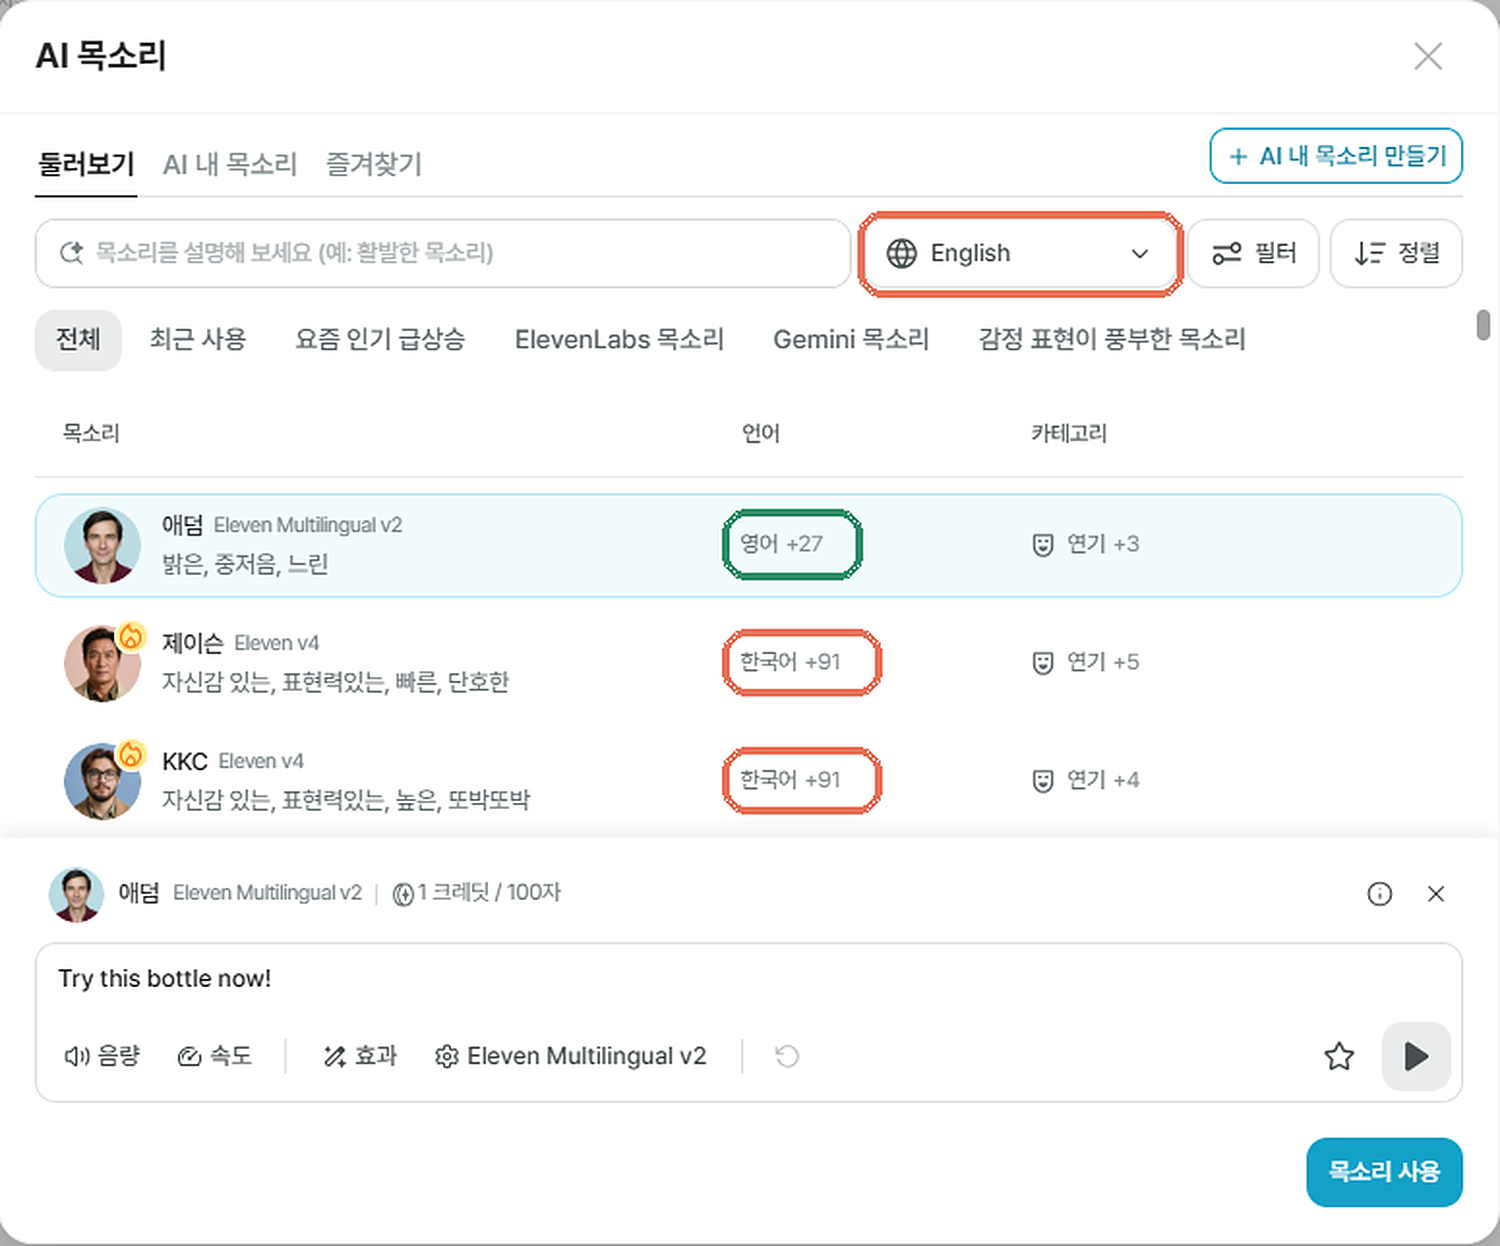 AI 목소리
둘러보기 AI 내 목소리 즐겨찾기
+ AI 내 목소리 만들기
목소리를 설명해 보세요 (예: 활발한 목소리)
English
필터
정렬
전체 최근 사용 요즘 인기 급상승 ElevenLabs 목소리 Gemini 목소리 감정 표현이 풍부한 목소리
목소리 언어 카테고리
애덤 Eleven Multilingual v2
밝은, 중저음, 느린
영어 +27
연기 +3
제이슨 Eleven v4
자신감 있는, 표현력있는, 빠른, 단호한
한국어 +91
연기 +5
KKC Eleven v4
자신감 있는, 표현력있는, 높은, 또박또박
한국어 +91
연기 +4
애덤 Eleven Multilingual v2 | 1 크레딧 / 100자
Try this bottle now!
음량 속도 효과 Eleven Multilingual v2
목소리 사용